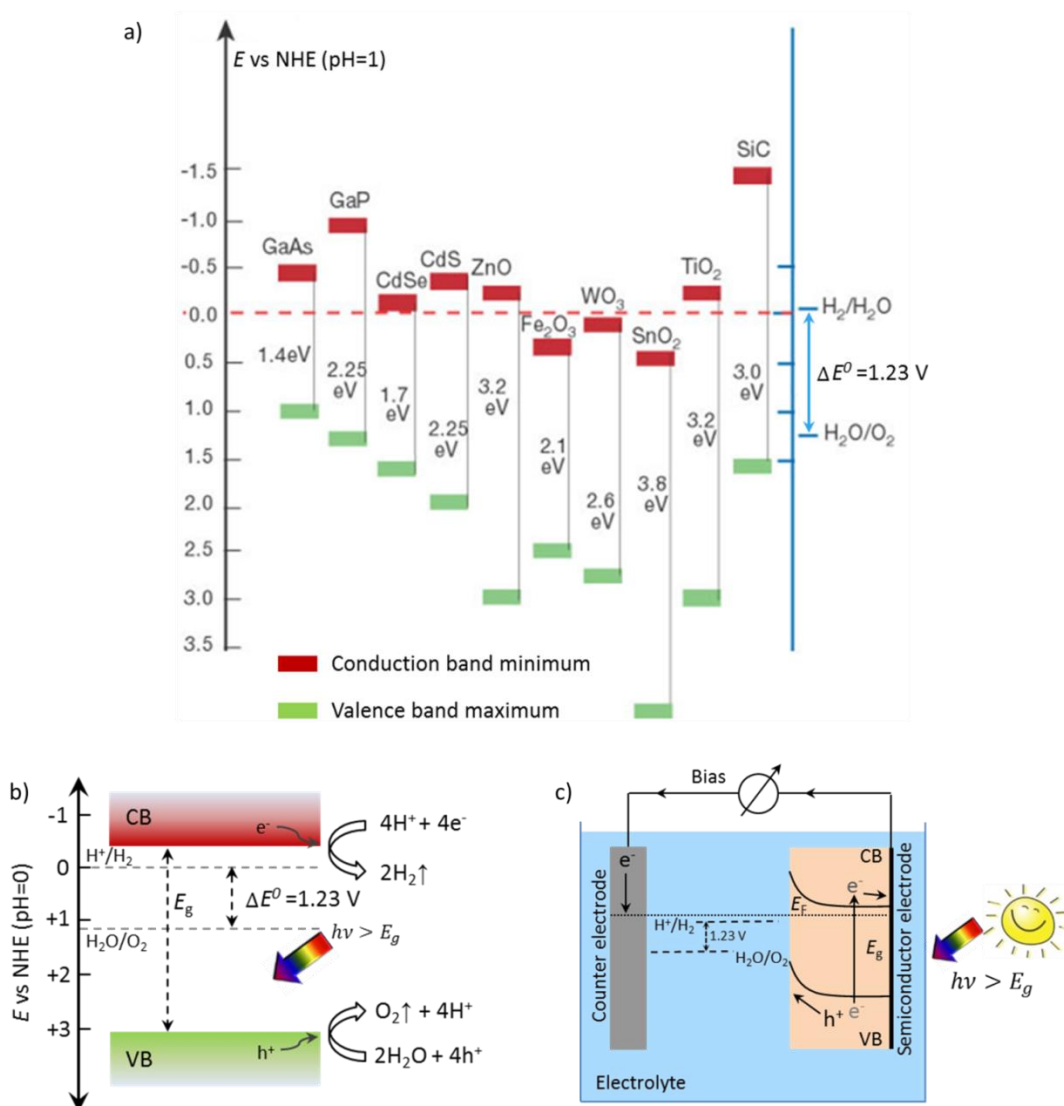 a)
E vs NHE (pH=1)
-1.5
-1.0
-0.5
0.0
0.5
1.0
1.5
2.0
2.5
3.0
3.5
GaAs
1.4eV
GaP
2.25
eV
CdSe
1.7
eV
CdS
2.25
eV
ZnO
3.2
eV
Fe₂O₃
2.1
eV
WO₃
2.6
eV
SnO₂
3.8
eV
TiO₂
3.2
eV
SiC
3.0
eV
H₂/H₂O
ΔE⁰ =1.23 V
H₂O/O₂
Conduction band minimum
Valence band maximum
b)
E vs NHE (pH=0)
-1
0
+1
+2
+3
CB
e⁻
4H⁺ + 4e⁻
2H₂↑
H⁺/H₂
E_g
ΔE⁰ =1.23 V
H₂O/O₂
hν > E_g
O₂↑ + 4H⁺
2H₂O + 4h⁺
h⁺
VB
c)
Bias
Counter electrode
e⁻
H⁺/H₂
1.23 V
H₂O/O₂
CB
e⁻
E_F
E_g
h⁺
e⁻
VB
Semiconductor electrode
hν > E_g
Electrolyte